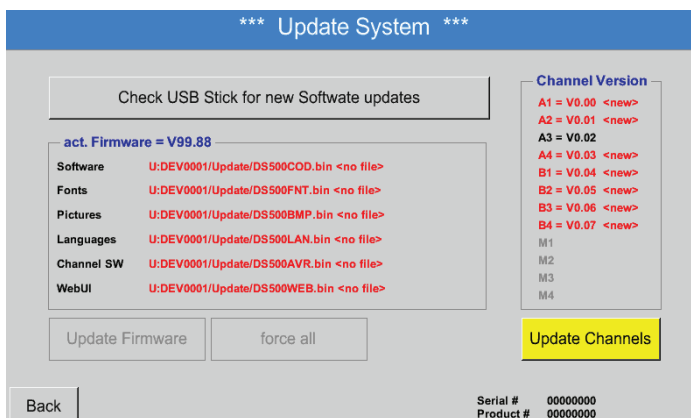 *** Update System ***
Check USB Stick for new Softwate updates
act. Firmware = V99.88
Software U:DEV0001/Update/DS500COD.bin <no file>
Fonts U:DEV0001/Update/DS500FNT.bin <no file>
Pictures U:DEV0001/Update/DS500BMP.bin <no file>
Languages U:DEV0001/Update/DS500LAN.bin <no file>
Channel SW U:DEV0001/Update/DS500AVR.bin <no file>
WebUI U:DEV0001/Update/DS500WEB.bin <no file>
Update Firmware
force all
Channel Version
A1 = V0.00 <new>
A2 = V0.01 <new>
A3 = V0.02
A4 = V0.03 <new>
B1 = V0.04 <new>
B2 = V0.05 <new>
B3 = V0.06 <new>
B4 = V0.07 <new>
M1
M2
M3
M4
Update Channels
Back
Serial # 00000000
Product # 00000000